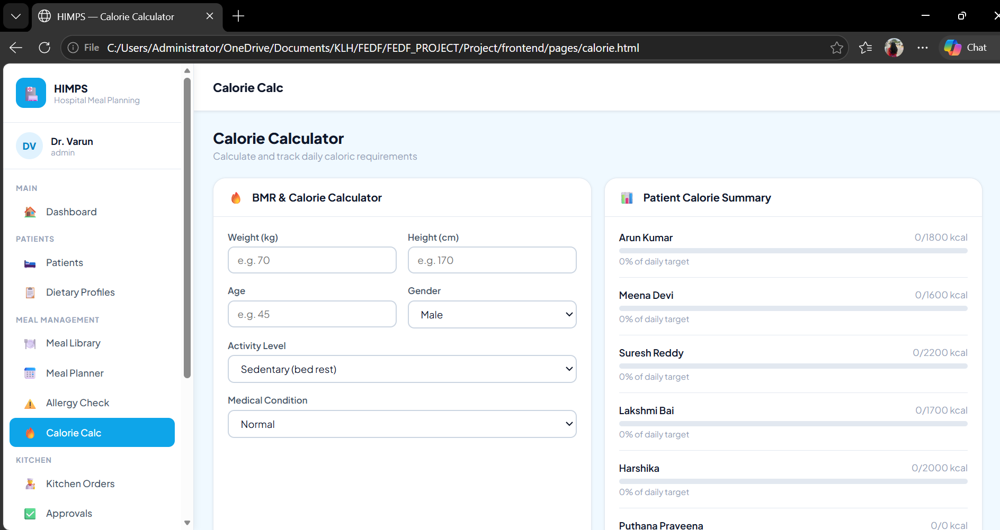 HIMPS — Calorie Calculator
File C:/Users/Administrator/OneDrive/Documents/KLH/FEDF/FEDF_PROJECT/Project/frontend/pages/calorie.html
Chat
HIMPS
Hospital Meal Planning
DV
Dr. Varun
admin
MAIN
Dashboard
PATIENTS
Patients
Dietary Profiles
MEAL MANAGEMENT
Meal Library
Meal Planner
Allergy Check
Calorie Calc
KITCHEN
Kitchen Orders
Approvals
Calorie Calc
Calorie Calculator
Calculate and track daily caloric requirements
BMR & Calorie Calculator
Weight (kg)
Height (cm)
e.g. 70
e.g. 170
Age
Gender
e.g. 45
Male
Activity Level
Sedentary (bed rest)
Medical Condition
Normal
Patient Calorie Summary
Arun Kumar
0/1800 kcal
0% of daily target
Meena Devi
0/1600 kcal
0% of daily target
Suresh Reddy
0/2200 kcal
0% of daily target
Lakshmi Bai
0/1700 kcal
0% of daily target
Harshika
0/2000 kcal
0% of daily target
Puthana Praveena
0/0 kcal